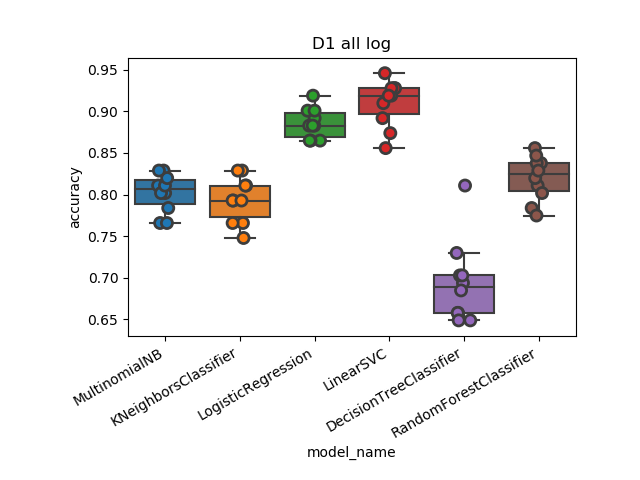 D1 all log
accuracy
0.95
0.90
0.85
0.80
0.75
0.70
0.65
MultinomialNB
KNeighborsClassifier
LogisticRegression
LinearSVC
DecisionTreeClassifier
RandomForestClassifier
model_name